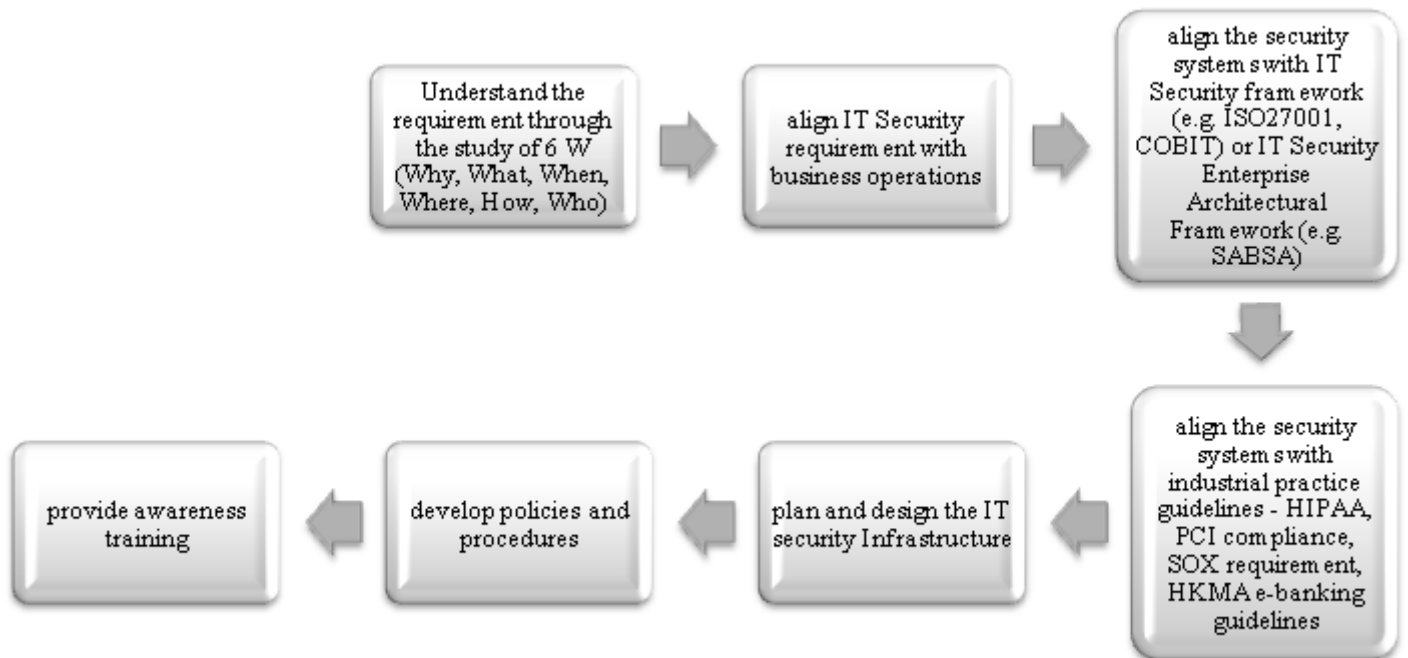 Understand the
requirement through
the study of 6 W
(Why, What, When,
Where, How, Who)
align IT Security
requirement with
business operations
align the security
systems with IT
Security framework
(e.g. ISO27001,
COBIT) or IT Security
Enterprise
Architectural
Framework (e.g.
SABSA)
align the security
systems with
industrial practice
guidelines - HIPAA,
PCI compliance,
SOX requirement,
HKMA e-banking
guidelines
plan and design the IT
security Infrastructure
develop policies and
procedures
provide awareness
training